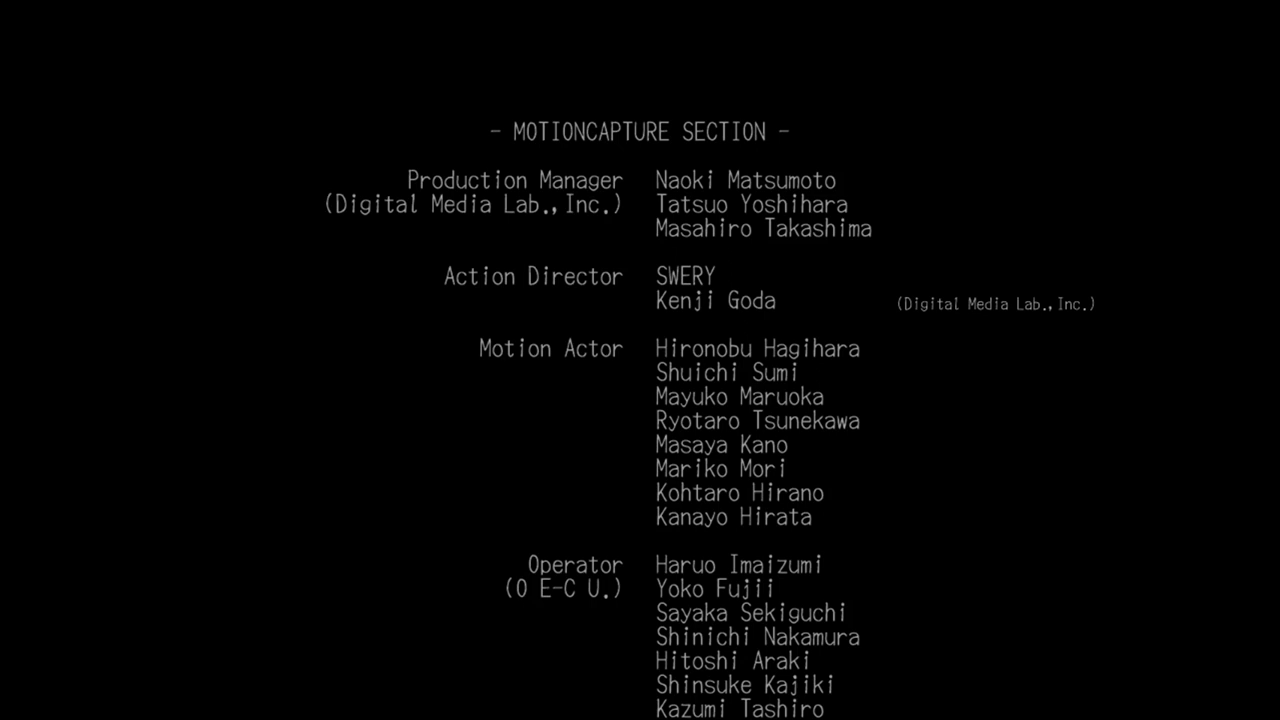 - MOTIONCAPTURE SECTION -
Production Manager Naoki Matsumoto
(Digital Media Lab.,Inc.) Tatsuo Yoshihara
Masahiro Takashima
Action Director SWERY
Kenji Goda (Digital Media Lab.,Inc.)
Motion Actor Hironobu Hagihara
Shuichi Sumi
Mayuko Maruoka
Ryotaro Tsunekawa
Masaya Kano
Mariko Mori
Kohtaro Hirano
Kanayo Hirata
Operator Haruo Imaizumi
(O E-C U.) Yoko Fujii
Sayaka Sekiguchi
Shinichi Nakamura
Hitoshi Araki
Shinsuke Kajiki
Kazumi Tashiro